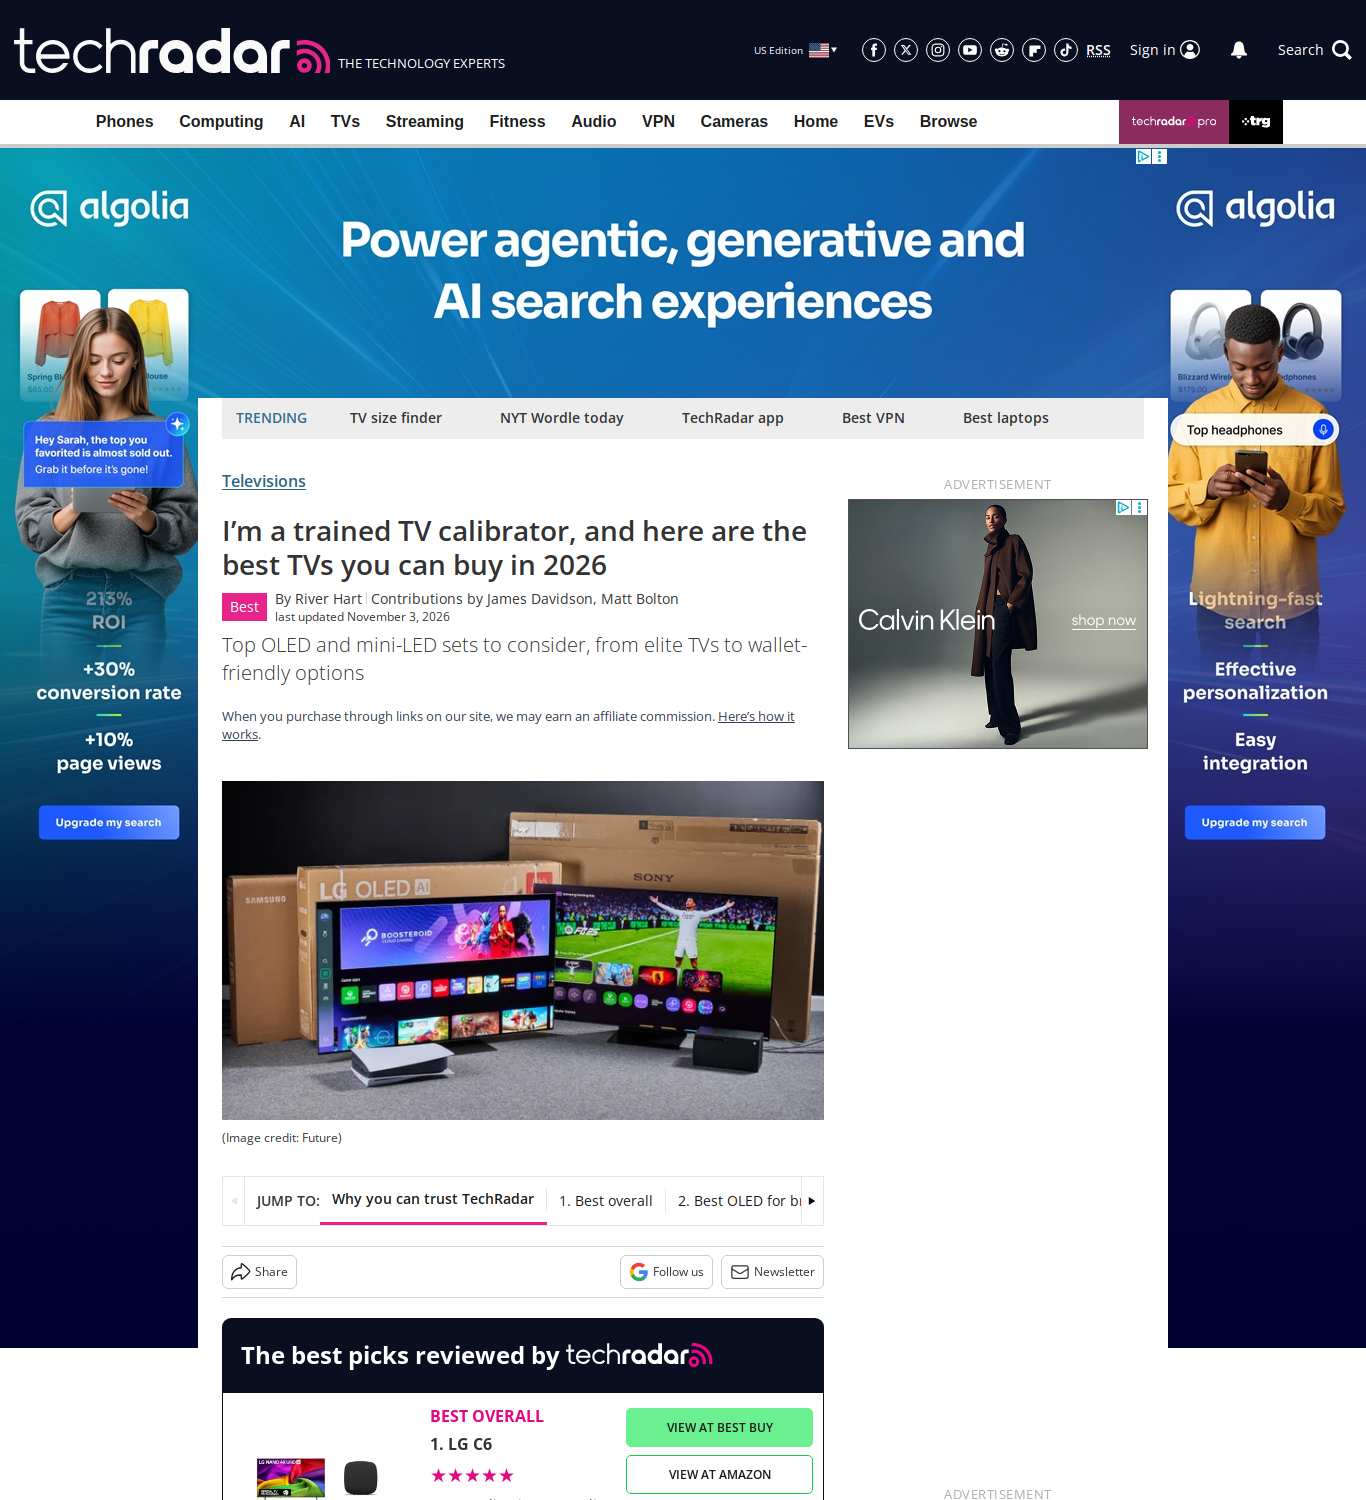 techradar THE TECHNOLOGY EXPERTS
US Edition
RSS
Sign in
Search
Phones Computing AI TVs Streaming Fitness Audio VPN Cameras Home EVs Browse
techradar pro
trg
algolia
Power agentic, generative and
AI search experiences
algolia
Hey Sarah, the top you
favorited is almost sold out.
Grab it before it's gone!
213%
ROI
+30%
conversion rate
+10%
page views
Upgrade my search
Top headphones
Lightning-fast
search
Effective
personalization
Easy
integration
Upgrade my search
TRENDING TV size finder NYT Wordle today TechRadar app Best VPN Best laptops
Televisions
I’m a trained TV calibrator, and here are the
best TVs you can buy in 2026
Best
By River Hart Contributions by James Davidson, Matt Bolton
last updated November 3, 2026
Top OLED and mini-LED sets to consider, from elite TVs to wallet-
friendly options
When you purchase through links on our site, we may earn an affiliate commission. Here’s how it
works.
ADVERTISEMENT
Calvin Klein
shop now
SAMSUNG
LG OLED AI
SONY
BOOSTEROID
FC25
(Image credit: Future)
JUMP TO: Why you can trust TechRadar 1. Best overall 2. Best OLED for
Share
Follow us
Newsletter
The best picks reviewed by techradar
BEST OVERALL
1. LG C6
VIEW AT BEST BUY
VIEW AT AMAZON
ADVERTISEMENT